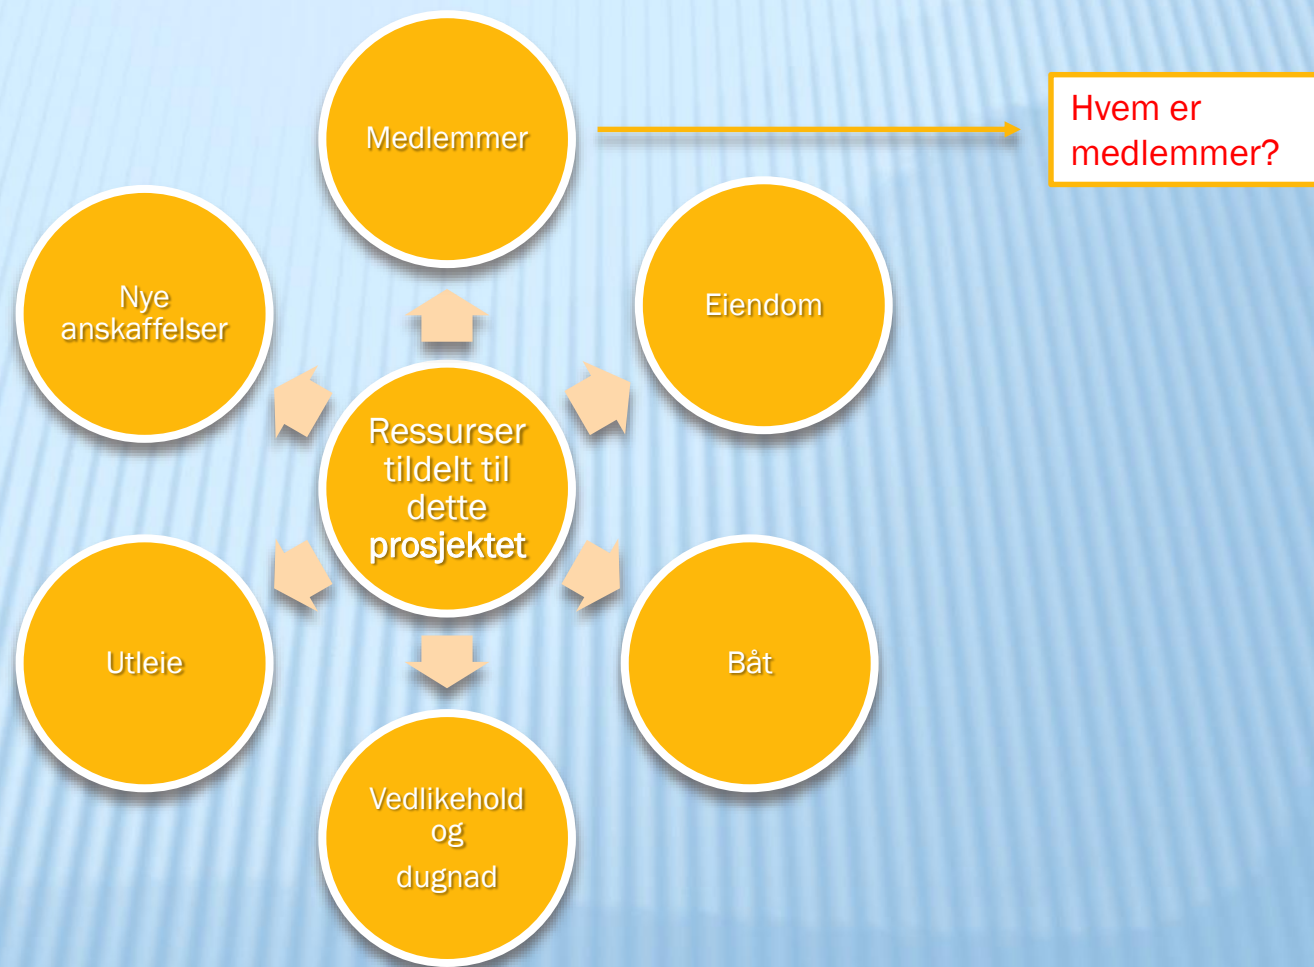 Medlemmer
Hvem er
medlemmer?
Nye
anskaffelser
Eiendom
Ressurser
tildelt til
dette
prosjektet
Utleie
Båt
Vedlikehold
og
dugnad